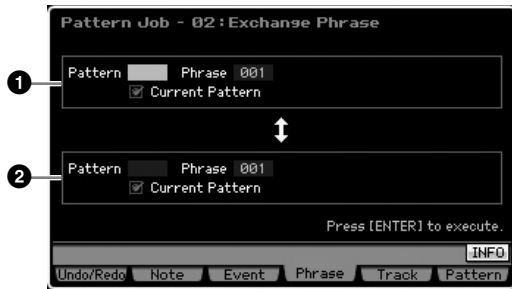 Pattern Job - 02:Exchange Phrase
1
Pattern Phrase 001
Current Pattern
2
Pattern Phrase 001
Current Pattern
Press [ENTER] to execute.
INFO
Undo/Redo Note Event Phrase Track Pattern